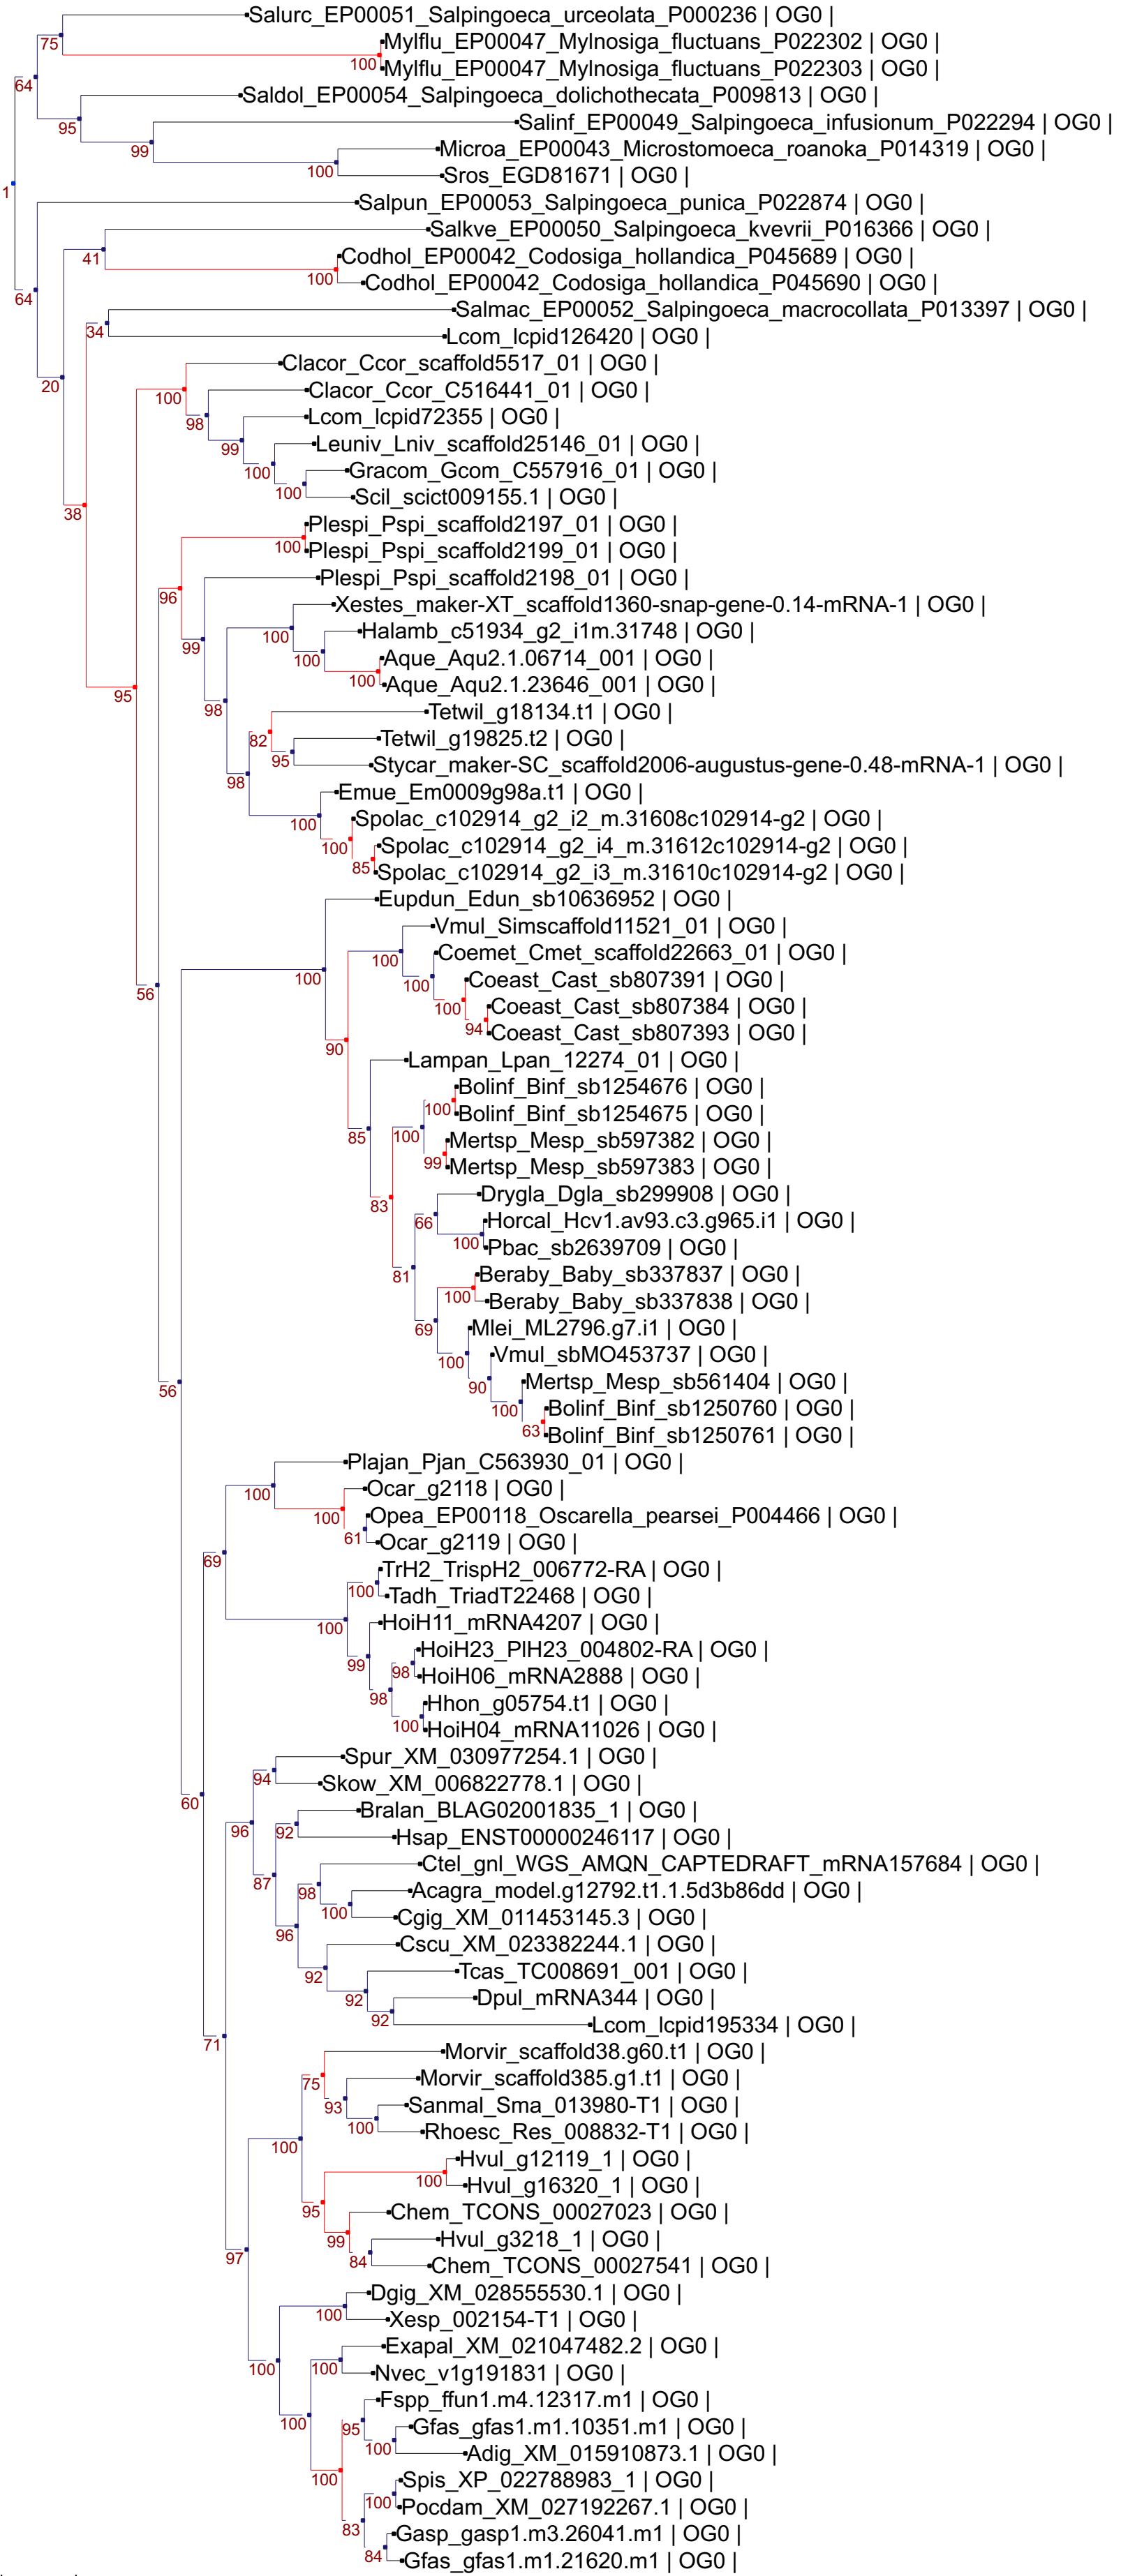 Salurc_EP00051_Salpingoeca_urceolata_P000236 | OG0 |
75
Mylflu_EP00047_Mylnosiga_fluctuans_P022302 | OG0 |
100
Mylflu_EP00047_Mylnosiga_fluctuans_P022303 | OG0 |
64
Saldol_EP00054_Salpingoeca_dolichothecata_P009813 | OG0 |
95
Salinf_EP00049_Salpingoeca_infusionum_P022294 | OG0 |
99
Microa_EP00043_Microstomoeca_roanoka_P014319 | OG0 |
100
Sros_EGD81671 | OG0 |
1
Salpun_EP00053_Salpingoeca_punica_P022874 | OG0 |
Salkve_EP00050_Salpingoeca_kvevrii_P016366 | OG0 |
41
Codhol_EP00042_Codosiga_hollandica_P045689 | OG0 |
100
Codhol_EP00042_Codosiga_hollandica_P045690 | OG0 |
64
Salmac_EP00052_Salpingoeca_macrocollata_P013397 | OG0 |
34
Lcom_lcpid126420 | OG0 |
Clacor_Ccor_scaffold5517_01 | OG0 |
20
100
Clacor_Ccor_C516441_01 | OG0 |
98
Lcom_lcpid72355 | OG0 |
99
Leuniv_Lniv_scaffold25146_01 | OG0 |
100
Gracom_Gcom_C557916_01 | OG0 |
100
Scil_scict009155.1 | OG0 |
38
Plespi_Pspi_scaffold2197_01 | OG0 |
100
Plespi_Pspi_scaffold2199_01 | OG0 |
Plespi_Pspi_scaffold2198_01 | OG0 |
96
Xestes_maker-XT_scaffold1360-snap-gene-0.14-mRNA-1 | OG0 |
100
Halamb_c51934_g2_i1m.31748 | OG0 |
99
100
Aque_Aqu2.1.06714_001 | OG0 |
100
Aque_Aqu2.1.23646_001 | OG0 |
95
98
Tetwil_g18134.t1 | OG0 |
82
Tetwil_g19825.t2 | OG0 |
95
Stycar_maker-SC_scaffold2006-augustus-gene-0.48-mRNA-1 | OG0 |
98
Emue_Em0009g98a.t1 | OG0 |
100
Spolac_c102914_g2_i2_m.31608c102914-g2 | OG0 |
100
Spolac_c102914_g2_i4_m.31612c102914-g2 | OG0 |
85
Spolac_c102914_g2_i3_m.31610c102914-g2 | OG0 |
Eupdun_Edun_sb10636952 | OG0 |
Vmul_Simscaffold11521_01 | OG0 |
100
Coemet_Cmet_scaffold22663_01 | OG0 |
100
100
Coeast_Cast_sb807391 | OG0 |
56
100
Coeast_Cast_sb807384 | OG0 |
94
Coeast_Cast_sb807393 | OG0 |
90
Lampan_Lpan_12274_01 | OG0 |
Bolinf_Binf_sb1254676 | OG0 |
100
Bolinf_Binf_sb1254675 | OG0 |
85
100
Mertsp_Mesp_sb597382 | OG0 |
99
Mertsp_Mesp_sb597383 | OG0 |
83
Drygla_Dgla_sb299908 | OG0 |
66
Horcal_Hcv1.av93.c3.g965.i1 | OG0 |
100
Pbac_sb2639709 | OG0 |
81
Beraby_Baby_sb337837 | OG0 |
100
Beraby_Baby_sb337838 | OG0 |
69
Mlei_ML2796.g7.i1 | OG0 |
100
Vmul_sbMO453737 | OG0 |
56
90
Mertsp_Mesp_sb561404 | OG0 |
100
Bolinf_Binf_sb1250760 | OG0 |
63
Bolinf_Binf_sb1250761 | OG0 |
Plajan_Pjan_C563930_01 | OG0 |
100
Ocar_g2118 | OG0 |
100
Opea_EP00118_Oscarella_pearsei_P004466 | OG0 |
61
Ocar_g2119 | OG0 |
69
TrH2_TrispH2_006772-RA | OG0 |
100
Tadh_TriadT22468 | OG0 |
100
HoiH11_mRNA4207 | OG0 |
99
HoiH23_PlH23_004802-RA | OG0 |
98
HoiH06_mRNA2888 | OG0 |
98
Hhon_g05754.t1 | OG0 |
100
HoiH04_mRNA11026 | OG0 |
Spur_XM_030977254.1 | OG0 |
94
Skow_XM_006822778.1 | OG0 |
60
Bralan_BLAG02001835_1 | OG0 |
96
92
Hsap_ENST00000246117 | OG0 |
Ctel_gnl_WGS_AMQN_CAPTEDRAFT_mRNA157684 | OG0 |
87
98
Acagra_model.g12792.t1.1.5d3b86dd | OG0 |
100
Cgig_XM_011453145.3 | OG0 |
96
Cscu_XM_023382244.1 | OG0 |
92
Tcas_TC008691_001 | OG0 |
92
Dpul_mRNA344 | OG0 |
92
Lcom_lcpid195334 | OG0 |
71
Morvir_scaffold38.g60.t1 | OG0 |
75
Morvir_scaffold385.g1.t1 | OG0 |
93
Sanmal_Sma_013980-T1 | OG0 |
100
Rhoesc_Res_008832-T1 | OG0 |
100
Hvul_g12119_1 | OG0 |
100
Hvul_g16320_1 | OG0 |
95
Chem_TCONS_00027023 | OG0 |
99
Hvul_g3218_1 | OG0 |
97
84
Chem_TCONS_00027541 | OG0 |
Dgig_XM_028555530.1 | OG0 |
100
Xesp_002154-T1 | OG0 |
Exapal_XM_021047482.2 | OG0 |
100
100
Nvec_v1g191831 | OG0 |
Fspp_ffun1.m4.12317.m1 | OG0 |
100
95
Gfas_gfas1.m1.10351.m1 | OG0 |
100
Adig_XM_015910873.1 | OG0 |
100
Spis_XP_022788983_1 | OG0 |
100
Pocdam_XM_027192267.1 | OG0 |
83
Gasp_gasp1.m3.26041.m1 | OG0 |
84
Gfas_gfas1.m1.21620.m1 | OG0 |